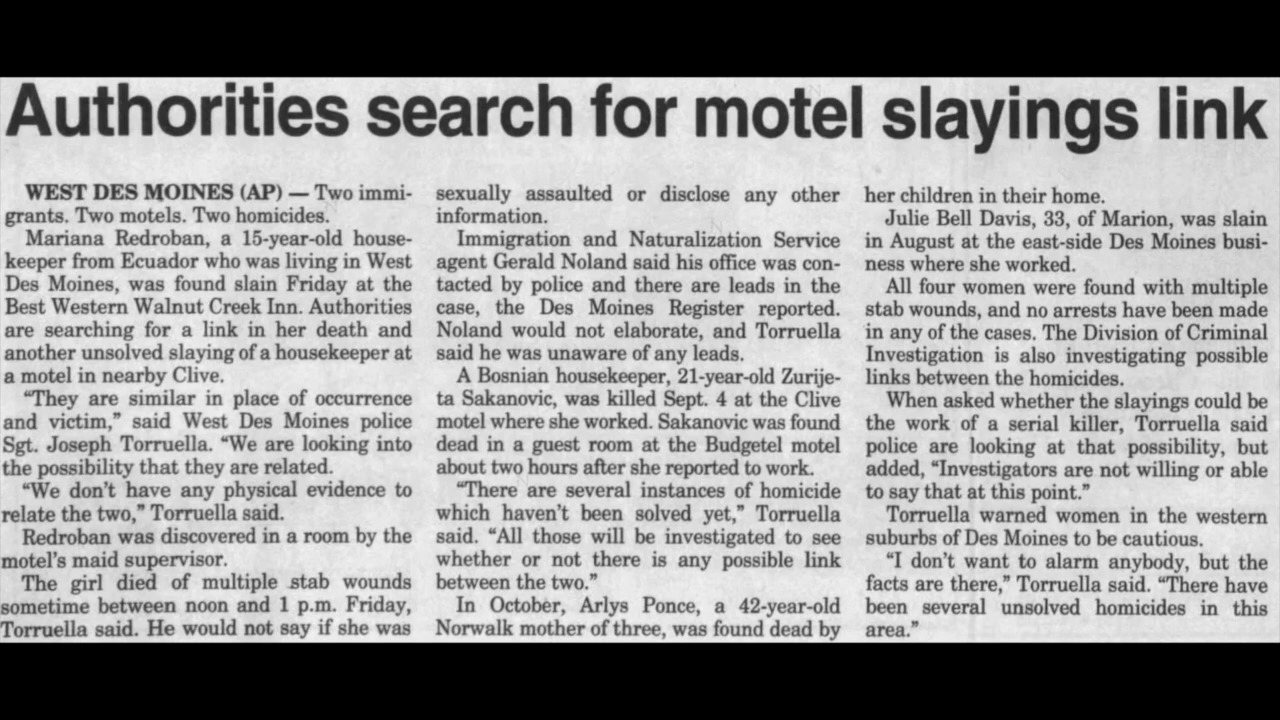 Authorities search for motel slayings link
WEST DES MOINES (AP) — Two immi-
grants. Two motels. Two homicides.
Mariana Redroban, a 15-year-old house-
keeper from Ecuador who was living in West
Des Moines, was found slain Friday at the
Best Western Walnut Creek Inn. Authorities
are searching for a link in her death and
another unsolved slaying of a housekeeper at
a motel in nearby Clive.
“They are similar in place of occurrence
and victim,” said West Des Moines police
Sgt. Joseph Torruella. “We are looking into
the possibility that they are related.
“We don’t have any physical evidence to
relate the two,” Torruella said.
Redroban was discovered in a room by the
motel’s maid supervisor.
The girl died of multiple stab wounds
sometime between noon and 1 p.m. Friday,
Torruella said. He would not say if she was
sexually assaulted or disclose any other
information.
Immigration and Naturalization Service
agent Gerald Noland said his office was con-
tacted by police and there are leads in the
case, the Des Moines Register reported.
Noland would not elaborate, and Torruella
said he was unaware of any leads.
A Bosnian housekeeper, 21-year-old Zurije-
ta Sakanovic, was killed Sept. 4 at the Clive
motel where she worked. Sakanovic was found
dead in a guest room at the Budgetel motel
about two hours after she reported to work.
“There are several instances of homicide
which haven’t been solved yet,” Torruella
said. “All those will be investigated to see
whether or not there is any possible link
between the two.”
In October, Arlys Ponce, a 42-year-old
Norwalk mother of three, was found dead by
her children in their home.
Julie Bell Davis, 33, of Marion, was slain
in August at the east-side Des Moines busi-
ness where she worked.
All four women were found with multiple
stab wounds, and no arrests have been made
in any of the cases. The Division of Criminal
Investigation is also investigating possible
links between the homicides.
When asked whether the slayings could be
the work of a serial killer, Torruella said
police are looking at that possibility, but
added, “Investigators are not willing or able
to say that at this point.”
Torruella warned women in the western
suburbs of Des Moines to be cautious.
“I don’t want to alarm anybody, but the
facts are there,” Torruella said. “There have
been several unsolved homicides in this
area.”